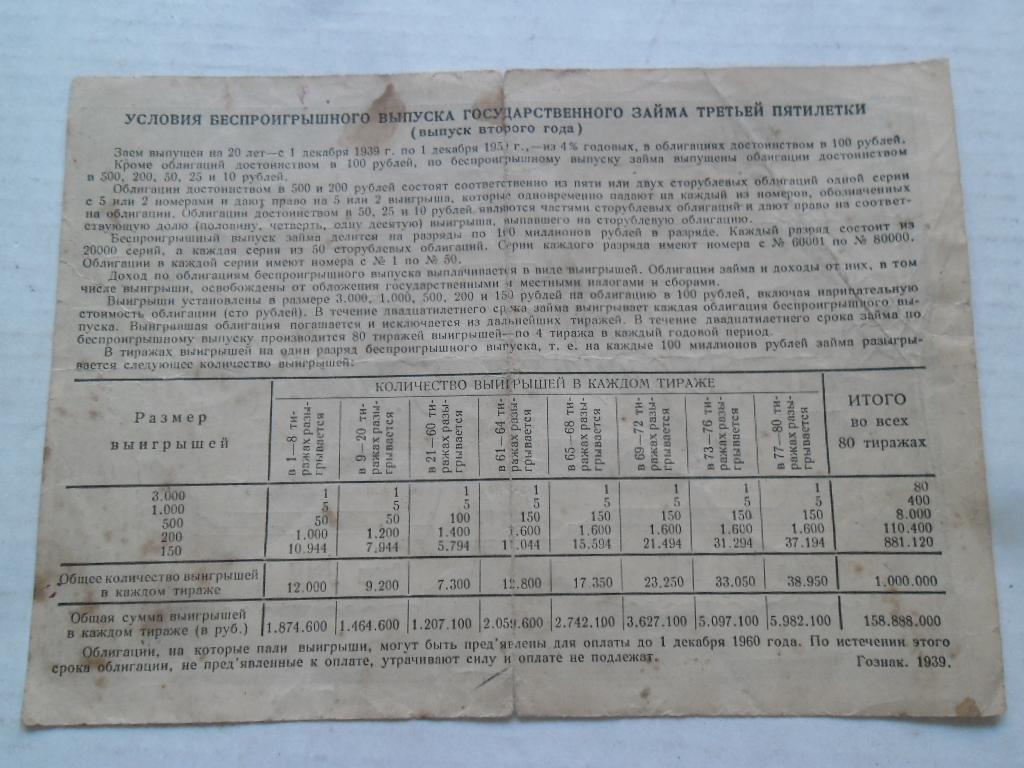 УСЛОВИЯ БЕСПРОИГРЫШНОГО ВЫПУСКА ГОСУДАРСТВЕННОГО ЗАЙМА ТРЕТЬЕЙ ПЯТИЛЕТКИ
(выпуск второго года)
Заем выпущен на 20 лет—с 1 декабря 1939 г. по 1 декабря 1959 г.,—из 4% годовых, в облигациях достоинством в 100 рублей.
Кроме облигаций достоинством в 100 рублей, по беспроигрышному выпуску займа выпущены облигации достоинством
в 500, 200, 50, 25 и 10 рублей.
Облигации достоинством в 500 и 200 рублей состоят соответственно из пяти или двух сторублевых облигаций одной серии
с 5 или 2 номерами и дают право на 5 или 2 выигрыша, которые одновременно падают на каждый из номеров, обозначенных
на облигации. Облигации достоинством в 50, 25 и 10 рублей являются частями сторублевых облигаций и дают право на соответ-
ствующую долю (половину, четверть, одну десятую) выигрыша, выпавшего на сторублевую облигацию.
Беспроигрышный выпуск займа делится на разряды по 100 миллионов рублей в разряде. Каждый разряд состоит из
20000 серий, а каждая серия из 50 сторублевых облигаций. Серии каждого разряда имеют номера с № 60001 по № 80000.
Облигации в каждой серии имеют номера с № 1 по № 50.
Доход по облигациям беспроигрышного выпуска выплачивается в виде выигрышей. Облигации займа и доходы от них, в том
числе выигрыши, освобождены от обложения государственными и местными налогами и сборами.
Выигрыши установлены в размере 3.000, 1.000, 500, 200 и 150 рублей на облигацию в 100 рублей, включая нарицательную
стоимость облигации (сто рублей). В течение двадцатилетнего срока займа выигрывает каждая облигация беспроигрышного вы-
пуска. Выигравшая облигация погашается и исключается из дальнейших тиражей. В течение двадцатилетнего срока займа по
беспроигрышному выпуску производится 80 тиражей выигрышей—по 4 тиража в каждый годовой период.
В тиражах выигрышей на один разряд беспроигрышного выпуска, т. е. на каждые 100 миллионов рублей займа разыгры-
вается следующее количество выигрышей:
Размер выигрышей
КОЛИЧЕСТВО ВЫИГРЫШЕЙ В КАЖДОМ ТИРАЖЕ
в 1—8 ти-
ражах разы-
грывается
в 9—20 ти-
ражах разы-
грывается
в 21—60 ти-
ражах разы-
грывается
в 61—64 ти-
ражах разы-
грывается
в 65—68 ти-
ражах разы-
грывается
в 69—72 ти-
ражах разы-
грывается
в 73—76 ти-
ражах разы-
грывается
в 77—80 ти-
ражах разы-
грывается
ИТОГО
во всех
80 тиражах
3.000 1 1 1 1 1 1 1 1 80
1.000 5 5 5 5 5 5 5 5 400
500 50 50 100 150 150 150 150 150 8.000
200 1.000 1.200 1.400 1.600 1.600 1.600 1.600 1.600 110.400
150 10.944 7.944 5.794 11.044 15.594 21.494 31.294 37.194 881.120
Общее количество выигрышей
в каждом тираже 12.000 9.200 7.300 12.800 17.350 23.250 33.050 38.950 1.000.000
Общая сумма выигрышей
в каждом тираже (в руб.) 1.874.600 1.464.600 1.207.100 2.059.600 2.742.100 3.627.100 5.097.100 5.982.100 158.888.000
Облигации, на которые пали выигрыши, могут быть пред'явлены для оплаты до 1 декабря 1960 года. По истечении этого
срока облигации, не пред'явленные к оплате, утрачивают силу и оплате не подлежат. Гознак. 1939.